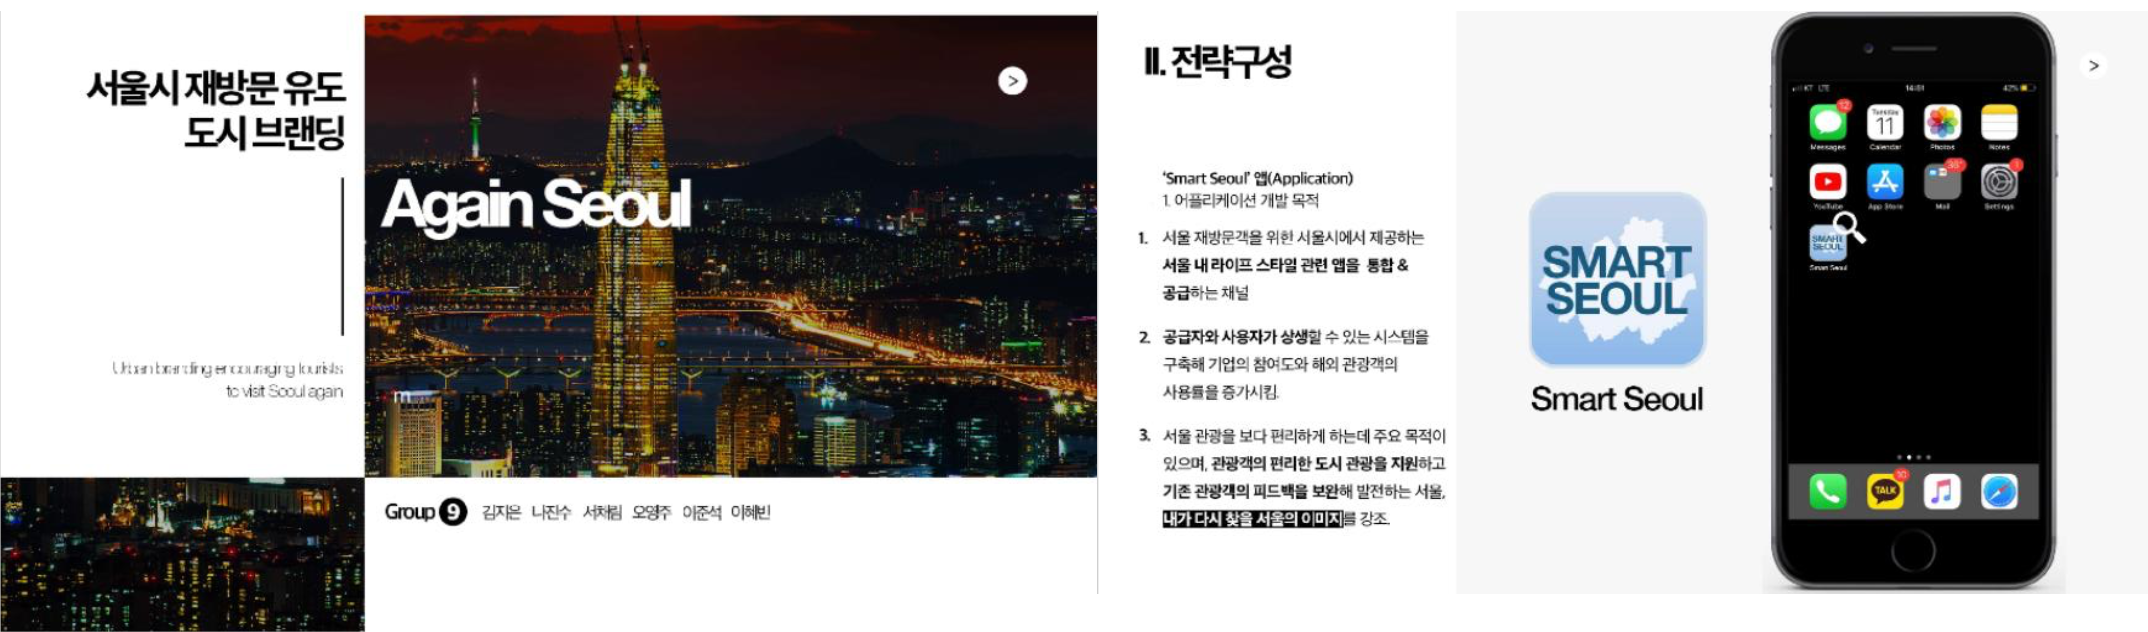 서울시 재방문 유도
도시 브랜딩
Urban branding encouraging tourists
to visit Seoul again
Again Seoul
>
Group 9 김지은 나진수 서채림 오영주 이준석 이혜빈
II. 전략구성
'Smart Seoul' 앱(Application)
1. 어플리케이션 개발 목적
1. 서울 재방문객을 위한 서울시에서 제공하는
서울 내 라이프 스타일 관련 앱을 통합 &
공급하는 채널
2. 공급자와 사용자가 상생할 수 있는 시스템을
구축해 기업의 참여도와 해외 관광객의
사용률을 증가시킴.
3. 서울 관광을 보다 편리하게 하는데 주요 목적이
있으며, 관광객의 편리한 도시 관광을 지원하고
기존 관광객의 피드백을 보완해 발전하는 서울,
내가 다시 찾을 서울의 이미지를 강조.
SMART
SEOUL
Smart Seoul
>
KT LTE 14:51 42%
12
Tuesday
11
Messages Calendar Photos Notes
1
YouTube App Store Mail Settings
SMART
SEOUL
Smart Seoul
TALK